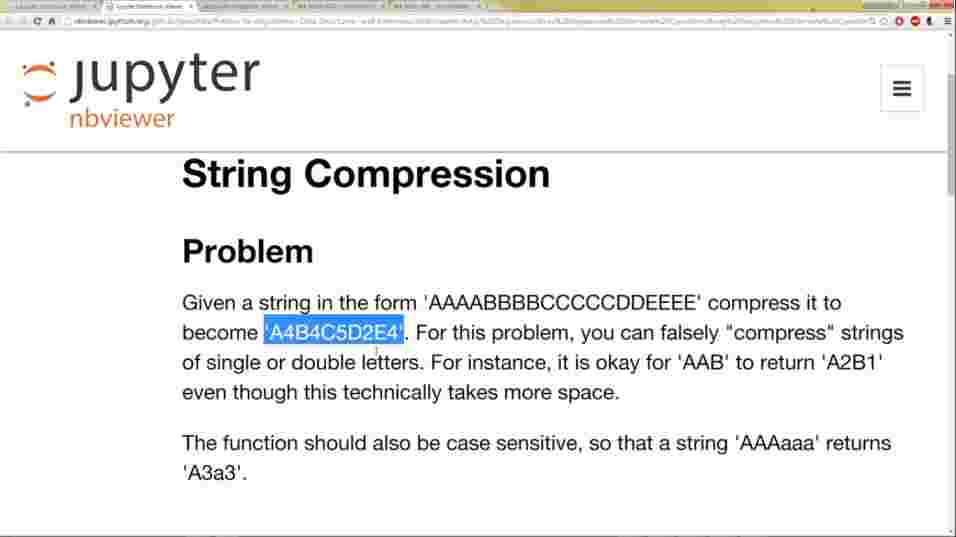 jupyter
nbviewer
String Compression
Problem
Given a string in the form 'AAAABBBBCCCCCDDEEEE' compress it to
become 'A4B4C5D2E4'. For this problem, you can falsely "compress" strings
of single or double letters. For instance, it is okay for 'AAB' to return 'A2B1'
even though this technically takes more space.
The function should also be case sensitive, so that a string 'AAAaaa' returns
'A3a3'.